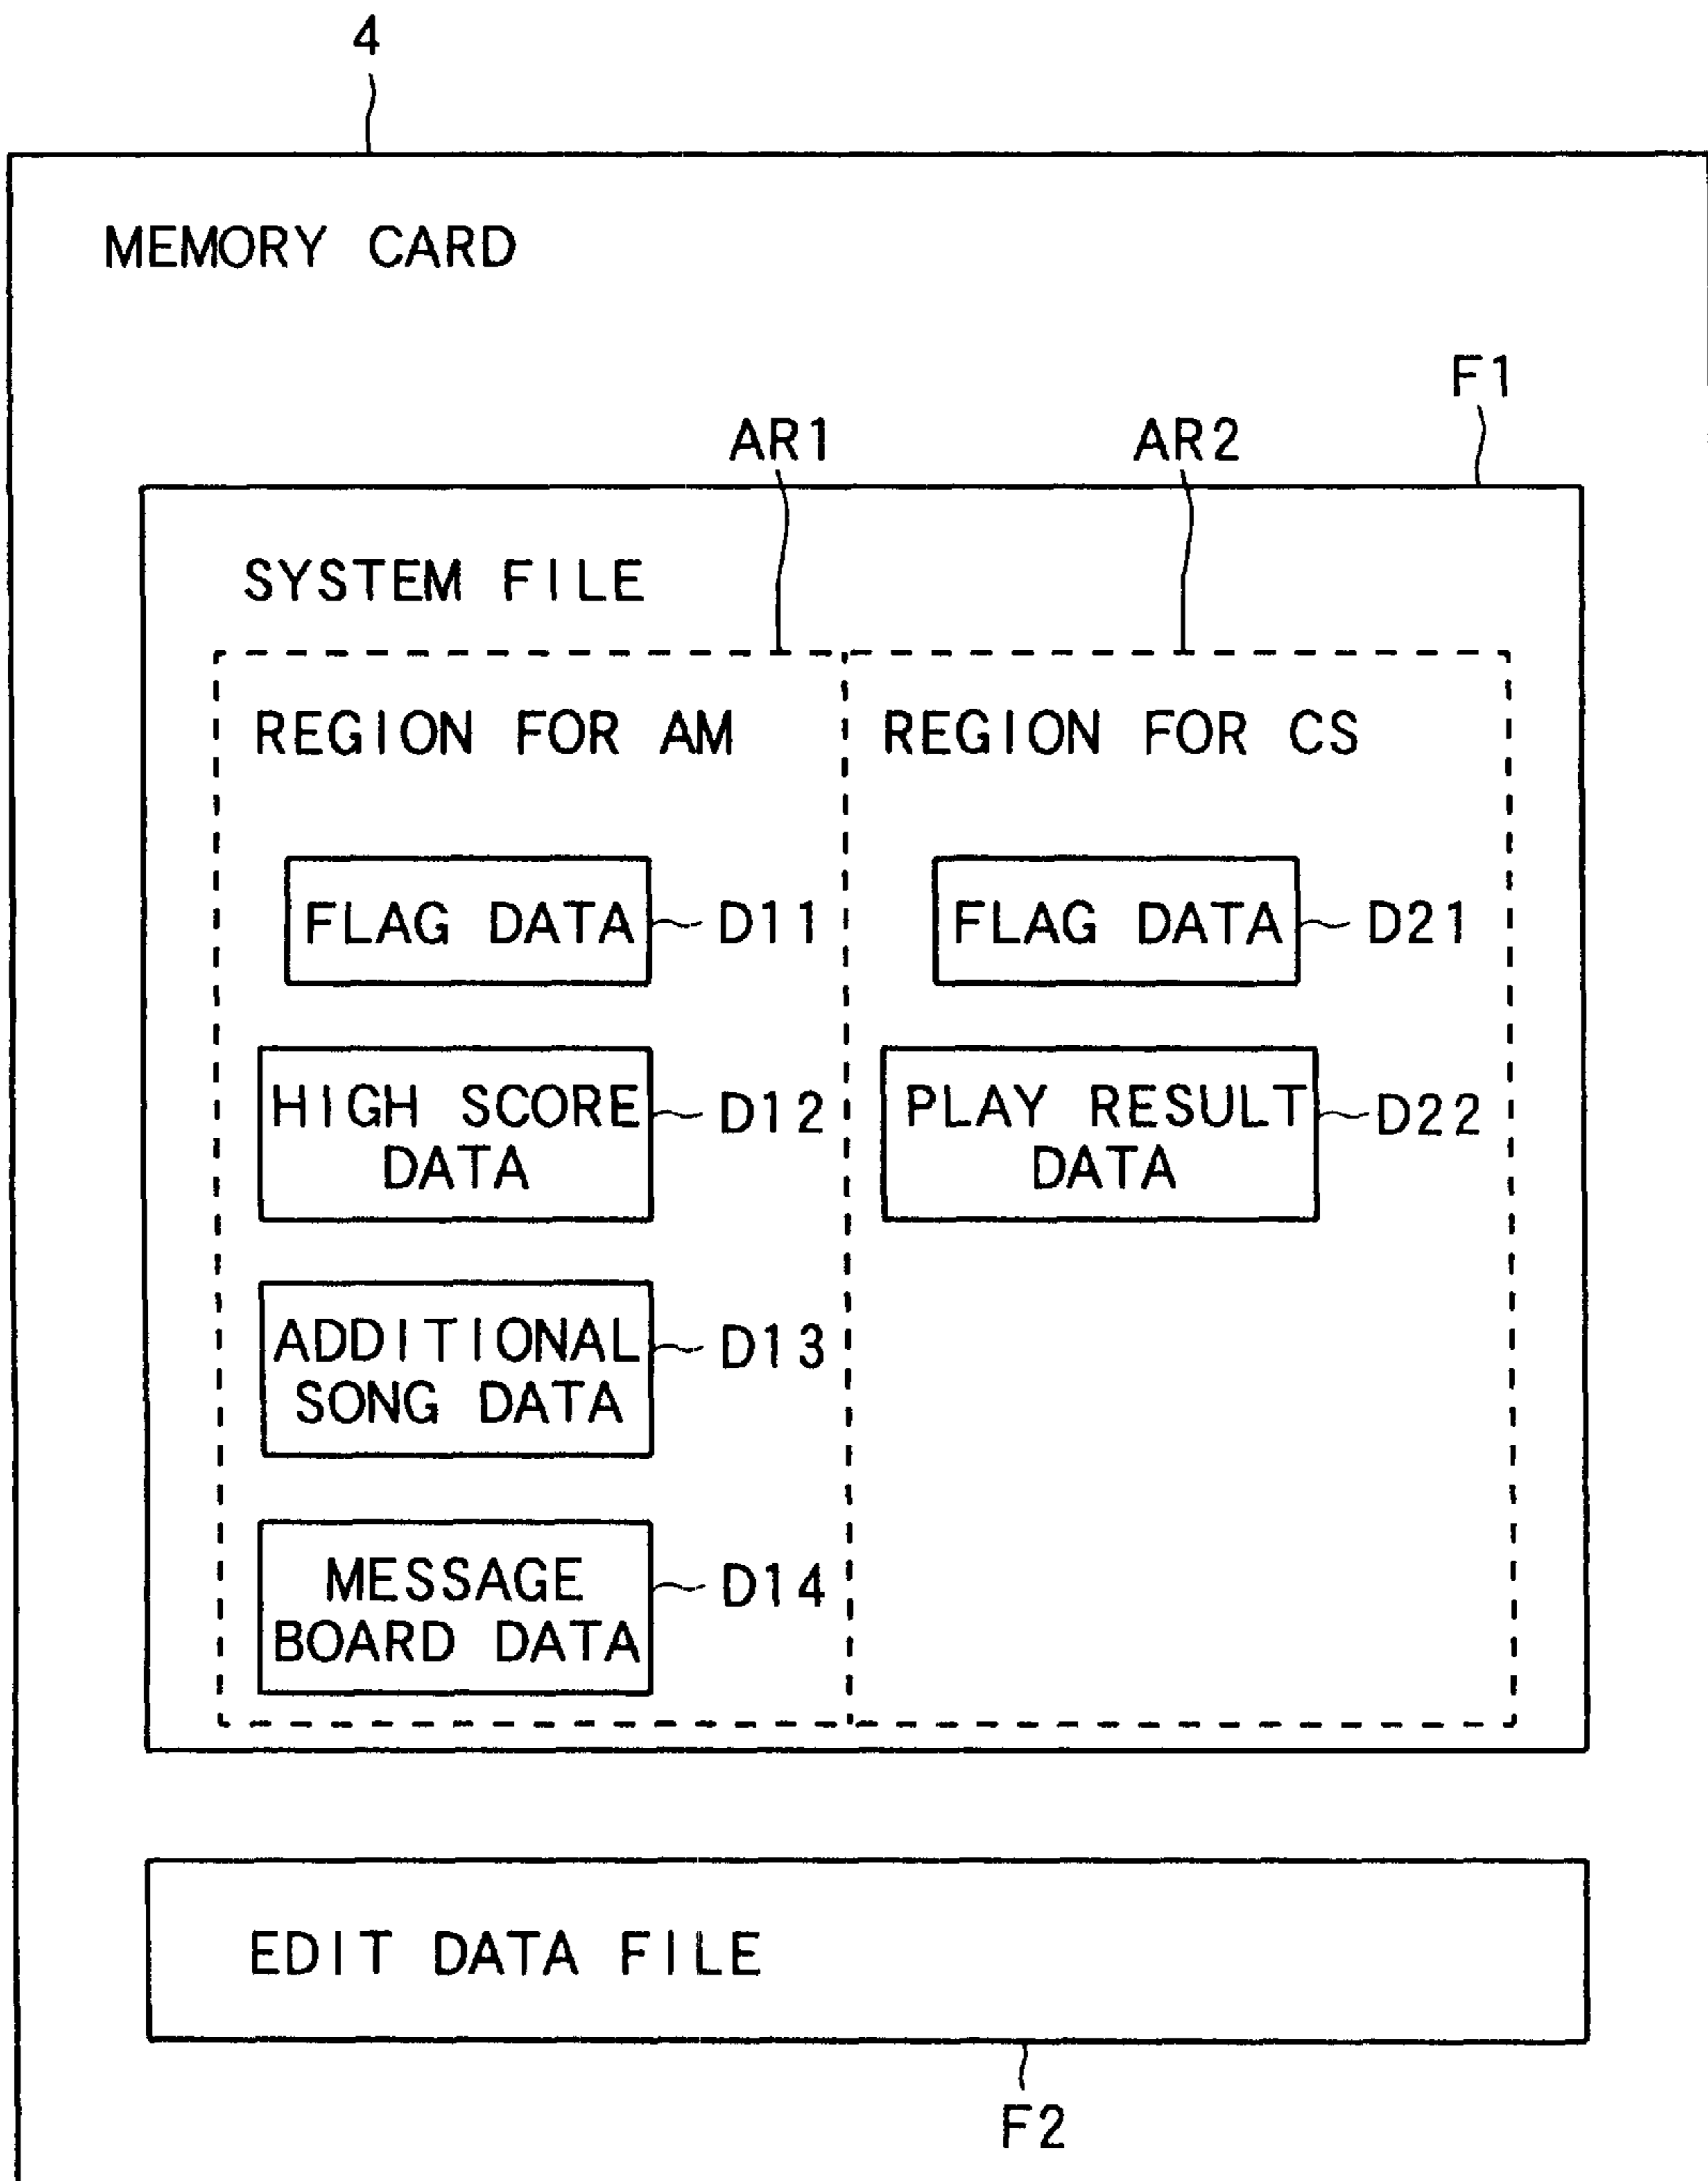 4
MEMORY CARD
F1
AR1 AR2
SYSTEM FILE
REGION FOR AM
REGION FOR CS
FLAG DATA D11
FLAG DATA D21
HIGH SCORE
DATA
D12
PLAY RESULT
DATA
D22
ADDITIONAL
SONG DATA
D13
MESSAGE
BOARD DATA
D14
EDIT DATA FILE
F2